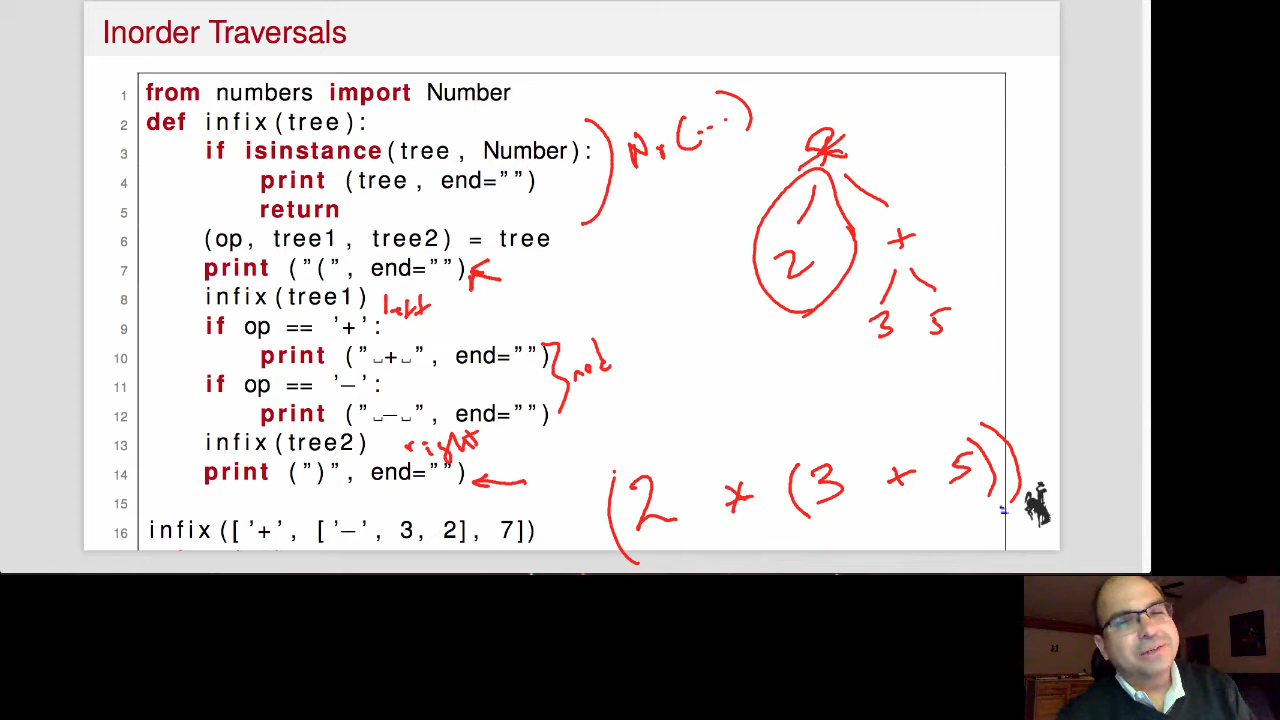 Inorder Traversals
1 from numbers import Number
2 def infix(tree):
3 if isinstance(tree, Number):
4 print (tree, end="")
5 return
6 (op, tree1, tree2) = tree
7 print ("(", end="")
8 infix(tree1) left
9 if op == '+':
10 print ("␣+␣", end="")
11 if op == '−':
12 print ("␣−␣", end="")
13 infix(tree2) right
14 print (")", end="")
15
16 infix(['+', ['−', 3, 2], 7])
*
2 +
3 5
(2 * (3 + 5))